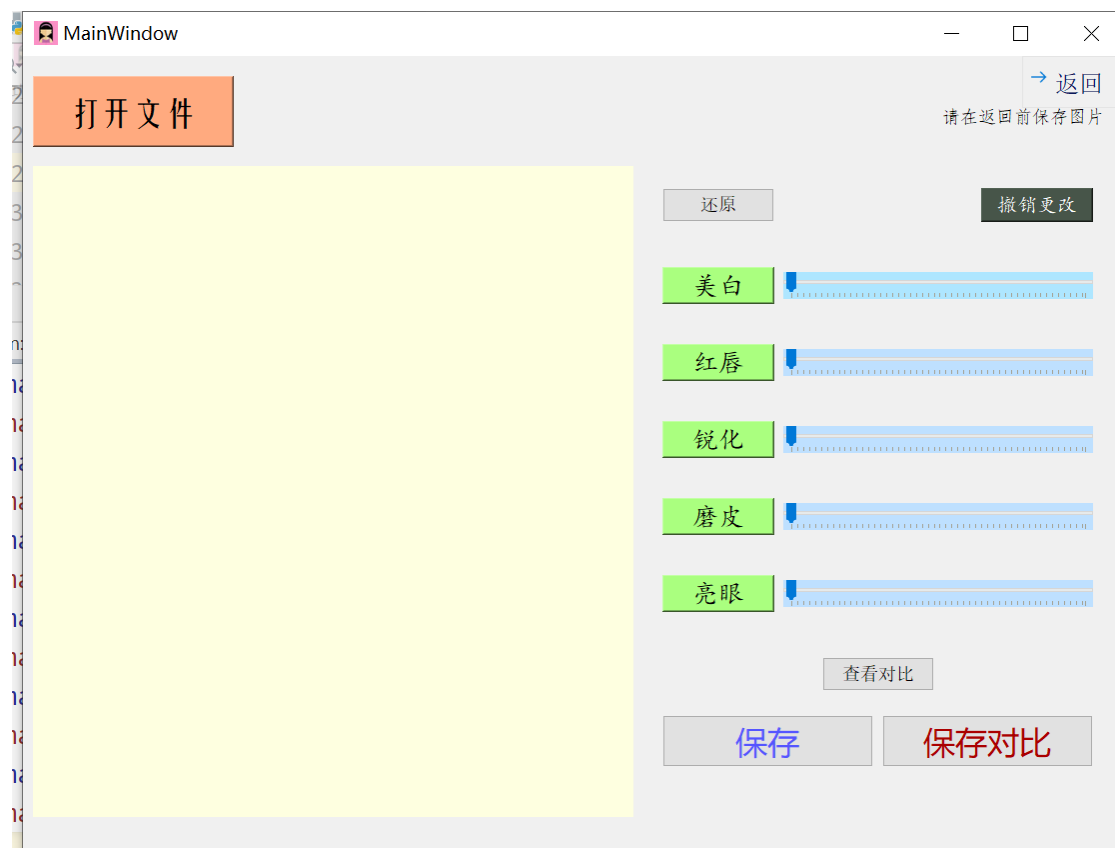 MainWindow
打开文件
返回
请在返回前保存图片
还原
撤销更改
美白
红唇
锐化
磨皮
亮眼
查看对比
保存
保存对比